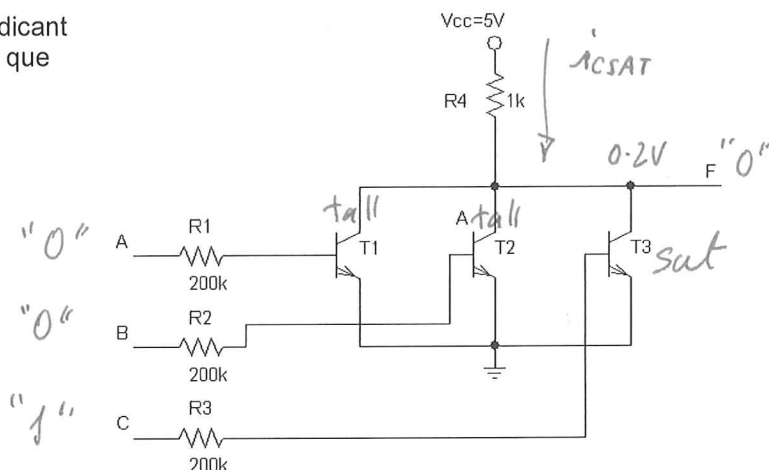 dicant
que
Vcc=5V
iCSAT
R4
1k
0.2V
F
"0"
"0"
A
R1
200k
tall
T1
A
tall
T2
T3
sat
"0"
B
R2
200k
"1"
C
R3
200k